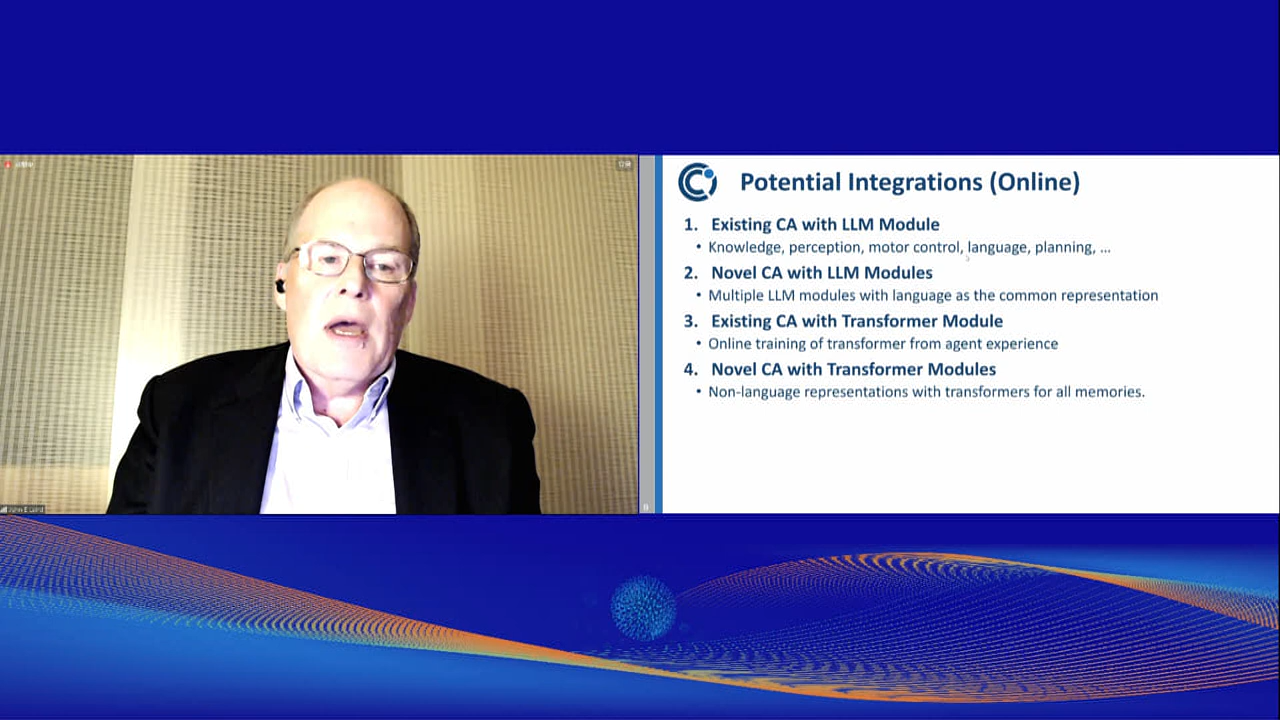 John E Laird
Potential Integrations (Online)
1. Existing CA with LLM Module
• Knowledge, perception, motor control, language, planning, ...
2. Novel CA with LLM Modules
• Multiple LLM modules with language as the common representation
3. Existing CA with Transformer Module
• Online training of transformer from agent experience
4. Novel CA with Transformer Modules
• Non-language representations with transformers for all memories.